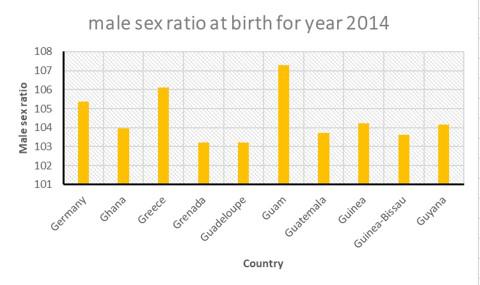 male sex ratio at birth for year 2014
108
107
106
105
104
103
102
101
Male sex ratio
Germany
Ghana
Greece
Grenada
Guadeloupe
Guam
Guatemala
Guinea
Guinea-Bissau
Guyana
Country